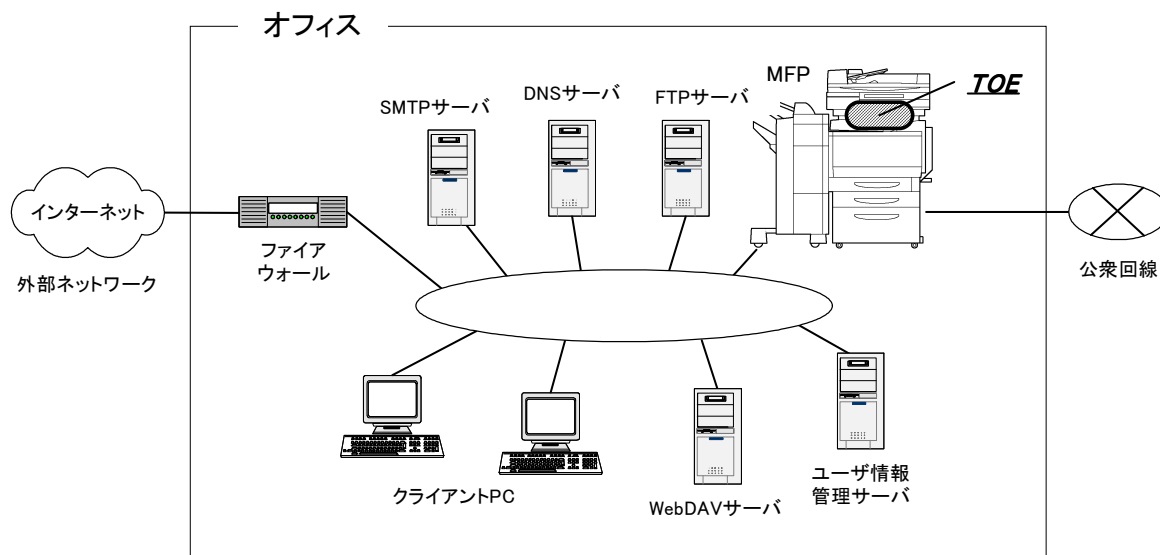 オフィス
MFP
TOE
SMTPサーバ
DNSサーバ
FTPサーバ
インターネット
外部ネットワーク
ファイア
ウォール
公衆回線
クライアントPC
WebDAVサーバ
ユーザ情報
管理サーバ